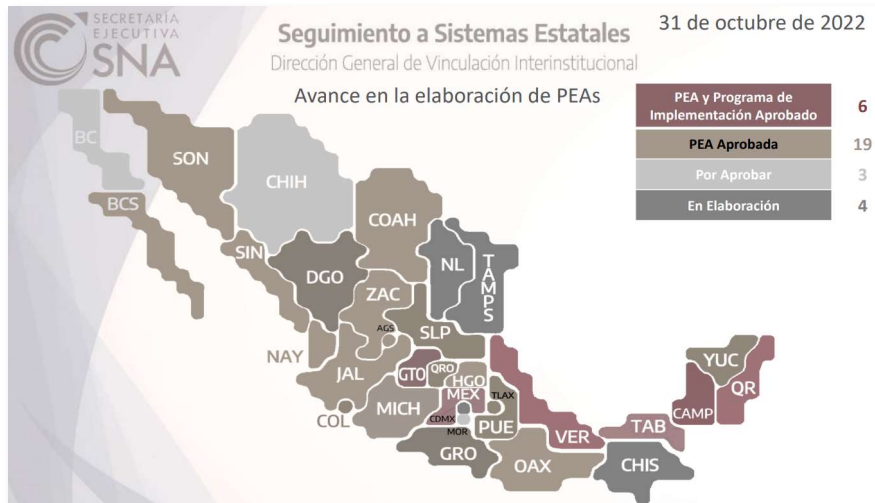 SECRETARÍA
EJECUTIVA
SNA
Seguimiento a Sistemas Estatales
Dirección General de Vinculación Interinstitucional
31 de octubre de 2022
Avance en la elaboración de PEAs
PEA y Programa de
Implementación Aprobado
6
PEA Aprobada
19
Por Aprobar
3
En Elaboración
4
BC
SON
CHIH
BCS
COAH
SIN
DGO
NL
TAMPS
ZAC
AGS
SLP
NAY
JAL
GTO
QRO
HGO
COL
MICH
MEX
CDMX
MOR
TLAX
PUE
GRO
VER
OAX
TAB
CHIS
CAMP
YUC
QR